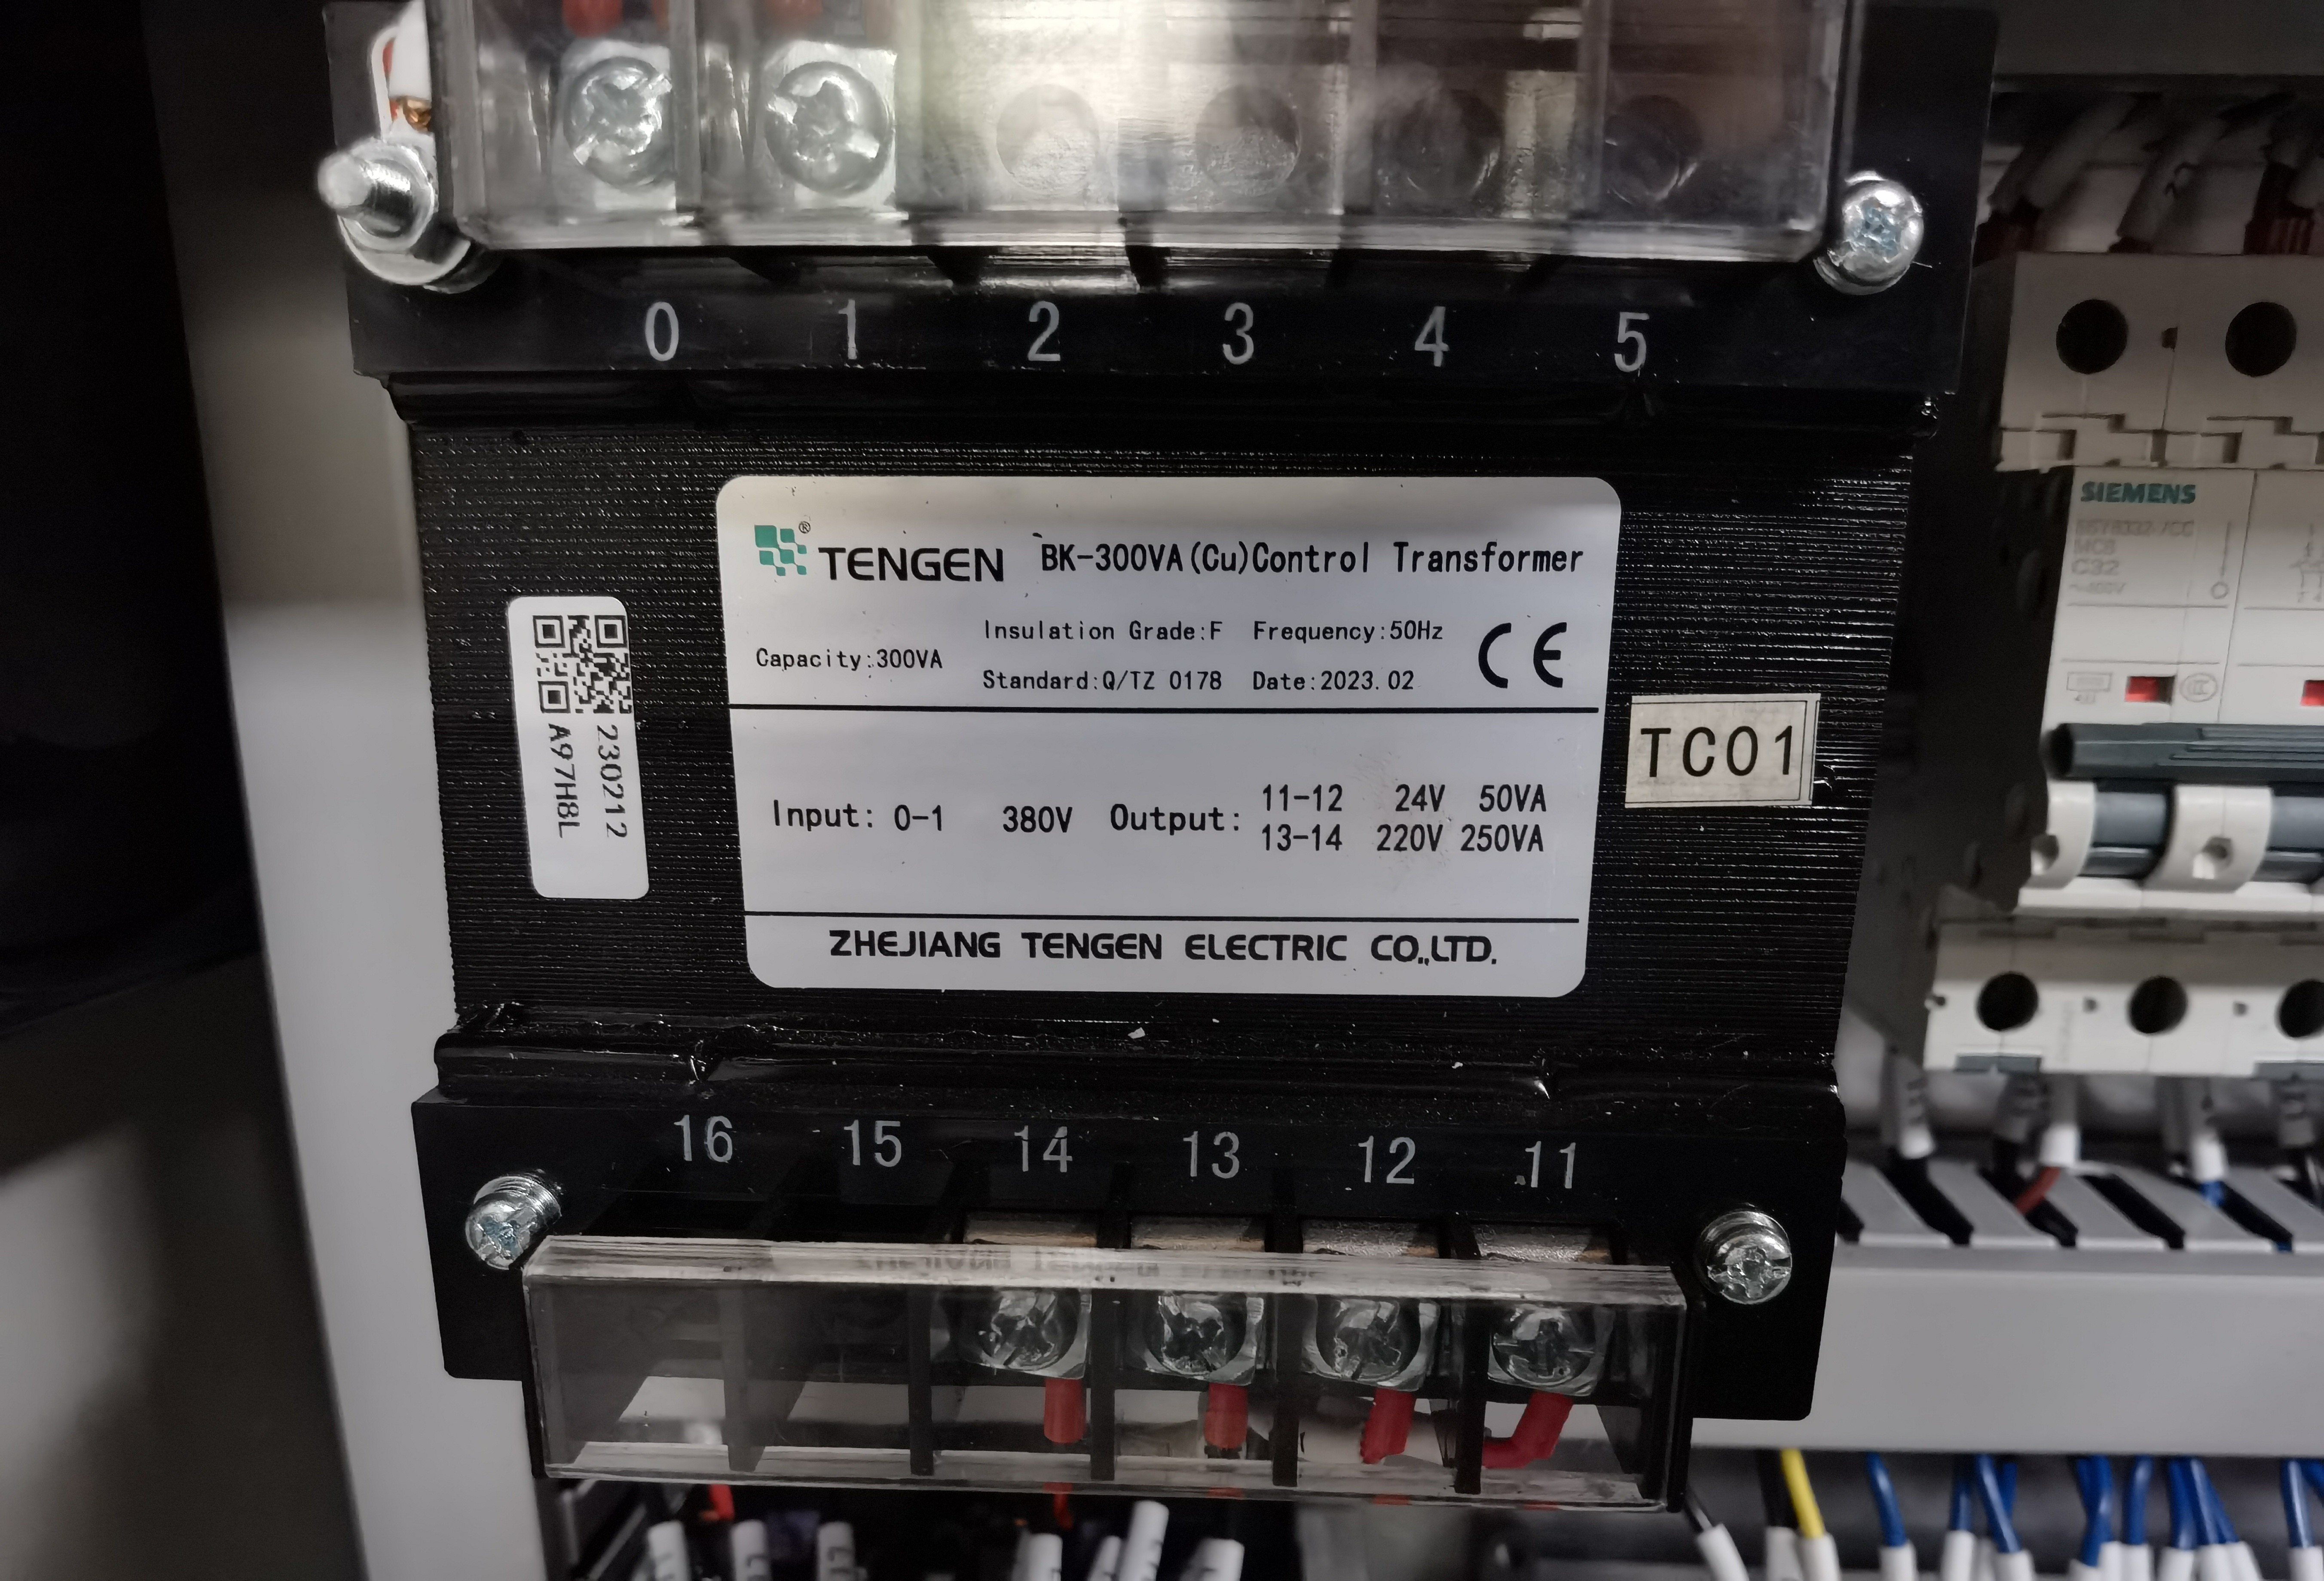 0 1 2 3 4 5
TENGEN® BK-300VA(Cu)Control Transformer
Capacity:300VA
Insulation Grade:F Frequency:50Hz
Standard:Q/TZ 0178 Date:2023.02
CE
Input: 0-1 380V Output: 11-12 24V 50VA
13-14 220V 250VA
ZHEJIANG TENGEN ELECTRIC CO.,LTD.
230212
A97H8L
TC01
16 15 14 13 12 11
SIEMENS
MC6
C32
~400V